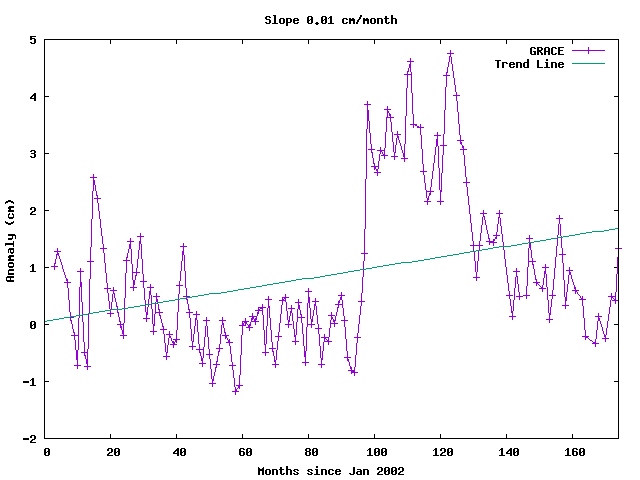 Slope 0.01 cm/month
GRACE
Trend Line
5
4
3
2
1
0
-1
-2
Anomaly (cm)
0 20 40 60 80 100 120 140 160
Months since Jan 2002